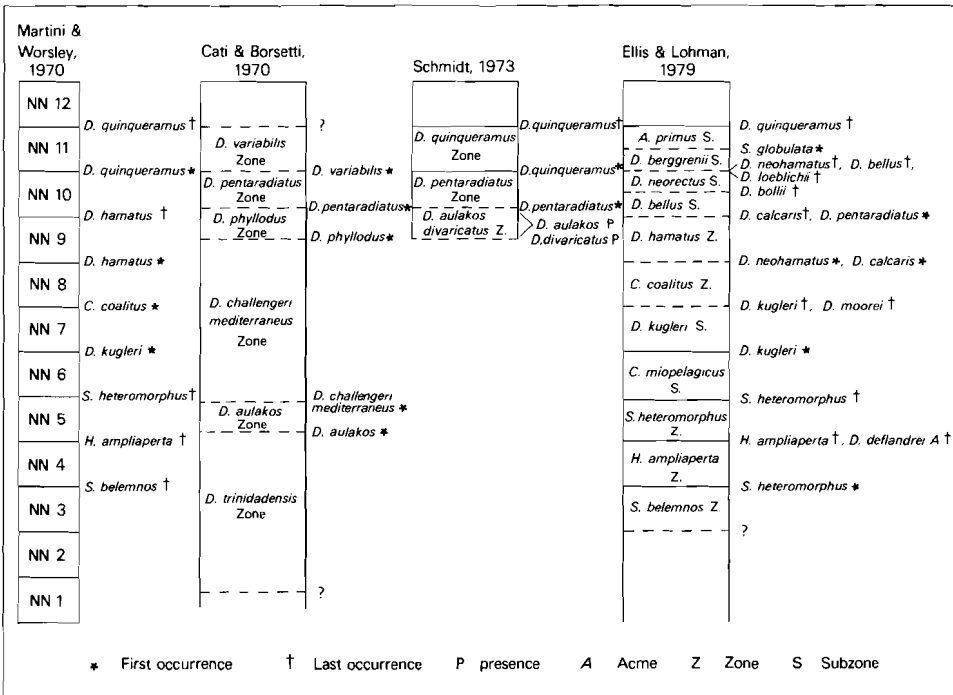 Martini &
Worsley,
1970
NN 12
D. quinqueramus †
NN 11
D. quinqueramus *
NN 10
D. hamatus †
NN 9
D. hamatus *
NN 8
C. coalitus *
NN 7
D. kugleri *
NN 6
S. heteromorphus †
NN 5
H. ampliaperta †
NN 4
S. belemnos †
NN 3
NN 2
NN 1
Cati & Borsetti,
1970
?
D. variabilis
Zone
D. variabilis *
D. pentaradiatus
Zone
D. pentaradiatus *
D. phyllodus
Zone
D. phyllodus *
D. challengeri
mediterraneus
Zone
D. challengeri
mediterraneus *
D. aulakos
Zone
D. aulakos *
D. trinidadensis
Zone
?
Schmidt, 1973
D. quinqueramus †
D. quinqueramus
Zone
D. quinqueramus *
D. pentaradiatus
Zone
D. pentaradiatus *
D. aulakos
divaricatus Z.
D. aulakos P
D. divaricatus P
Ellis & Lohman,
1979
D. quinqueramus †
A. primus S.
S. globulata *
D. berggrenii S.
D. neohamatus †, D. bellus †,
D. loeblichii †
D. neorectus S.
D. bollii †
D. bellus S.
D. calcaris †, D. pentaradiatus *
D. hamatus Z.
D. neohamatus *, D. calcaris *
C. coalitus Z.
D. kugleri †, D. moorei †
D. kugleri S.
D. kugleri *
C. miopelagicus
S.
S. heteromorphus †
S. heteromorphus
Z.
H. ampliaperta †, D. deflandrei A †
H. ampliaperta
Z.
S. heteromorphus *
S. belemnos Z.
?
* First occurrence † Last occurrence P presence A Acme Z Zone S Subzone